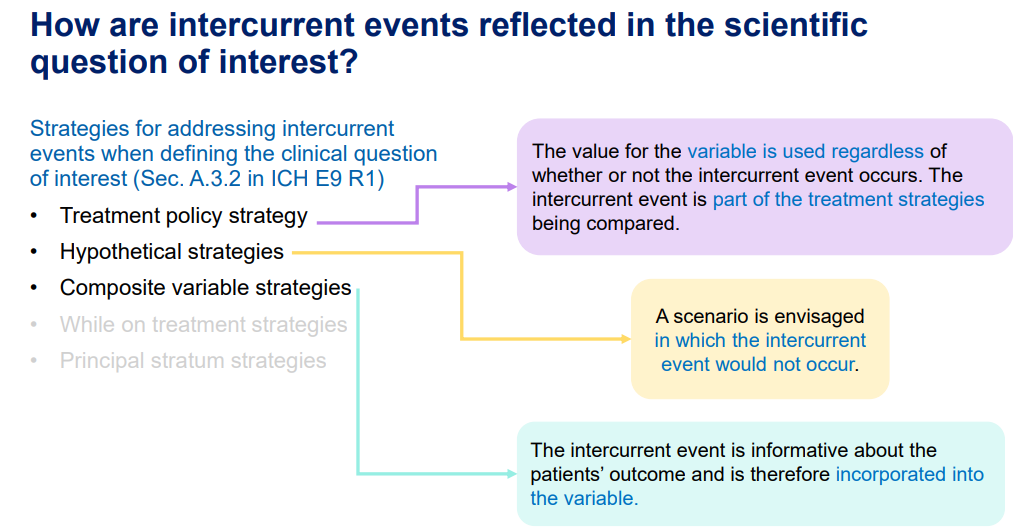 How are intercurrent events reflected in the scientific
question of interest?
Strategies for addressing intercurrent
events when defining the clinical question
of interest (Sec. A.3.2 in ICH E9 R1)
• Treatment policy strategy
• Hypothetical strategies
• Composite variable strategies
• While on treatment strategies
• Principal stratum strategies
The value for the variable is used regardless of
whether or not the intercurrent event occurs. The
intercurrent event is part of the treatment strategies
being compared.
A scenario is envisaged
in which the intercurrent
event would not occur.
The intercurrent event is informative about the
patients’ outcome and is therefore incorporated into
the variable.